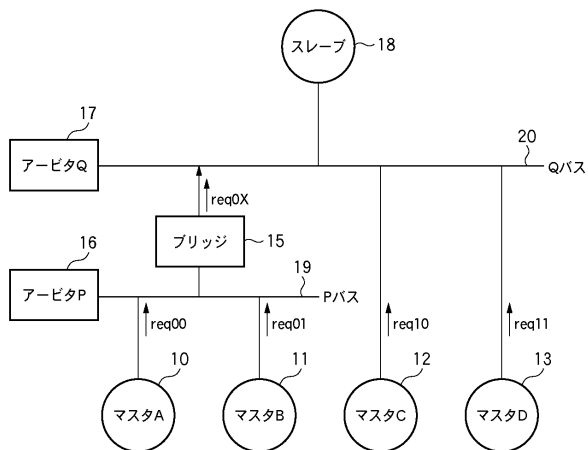 スレーブ
18
17
アービタQ
20
Qバス
req0X
ブリッジ
15
16
アービタP
19
Pバス
req00
req01
req10
req11
10
11
12
13
マスタA
マスタB
マスタC
マスタD